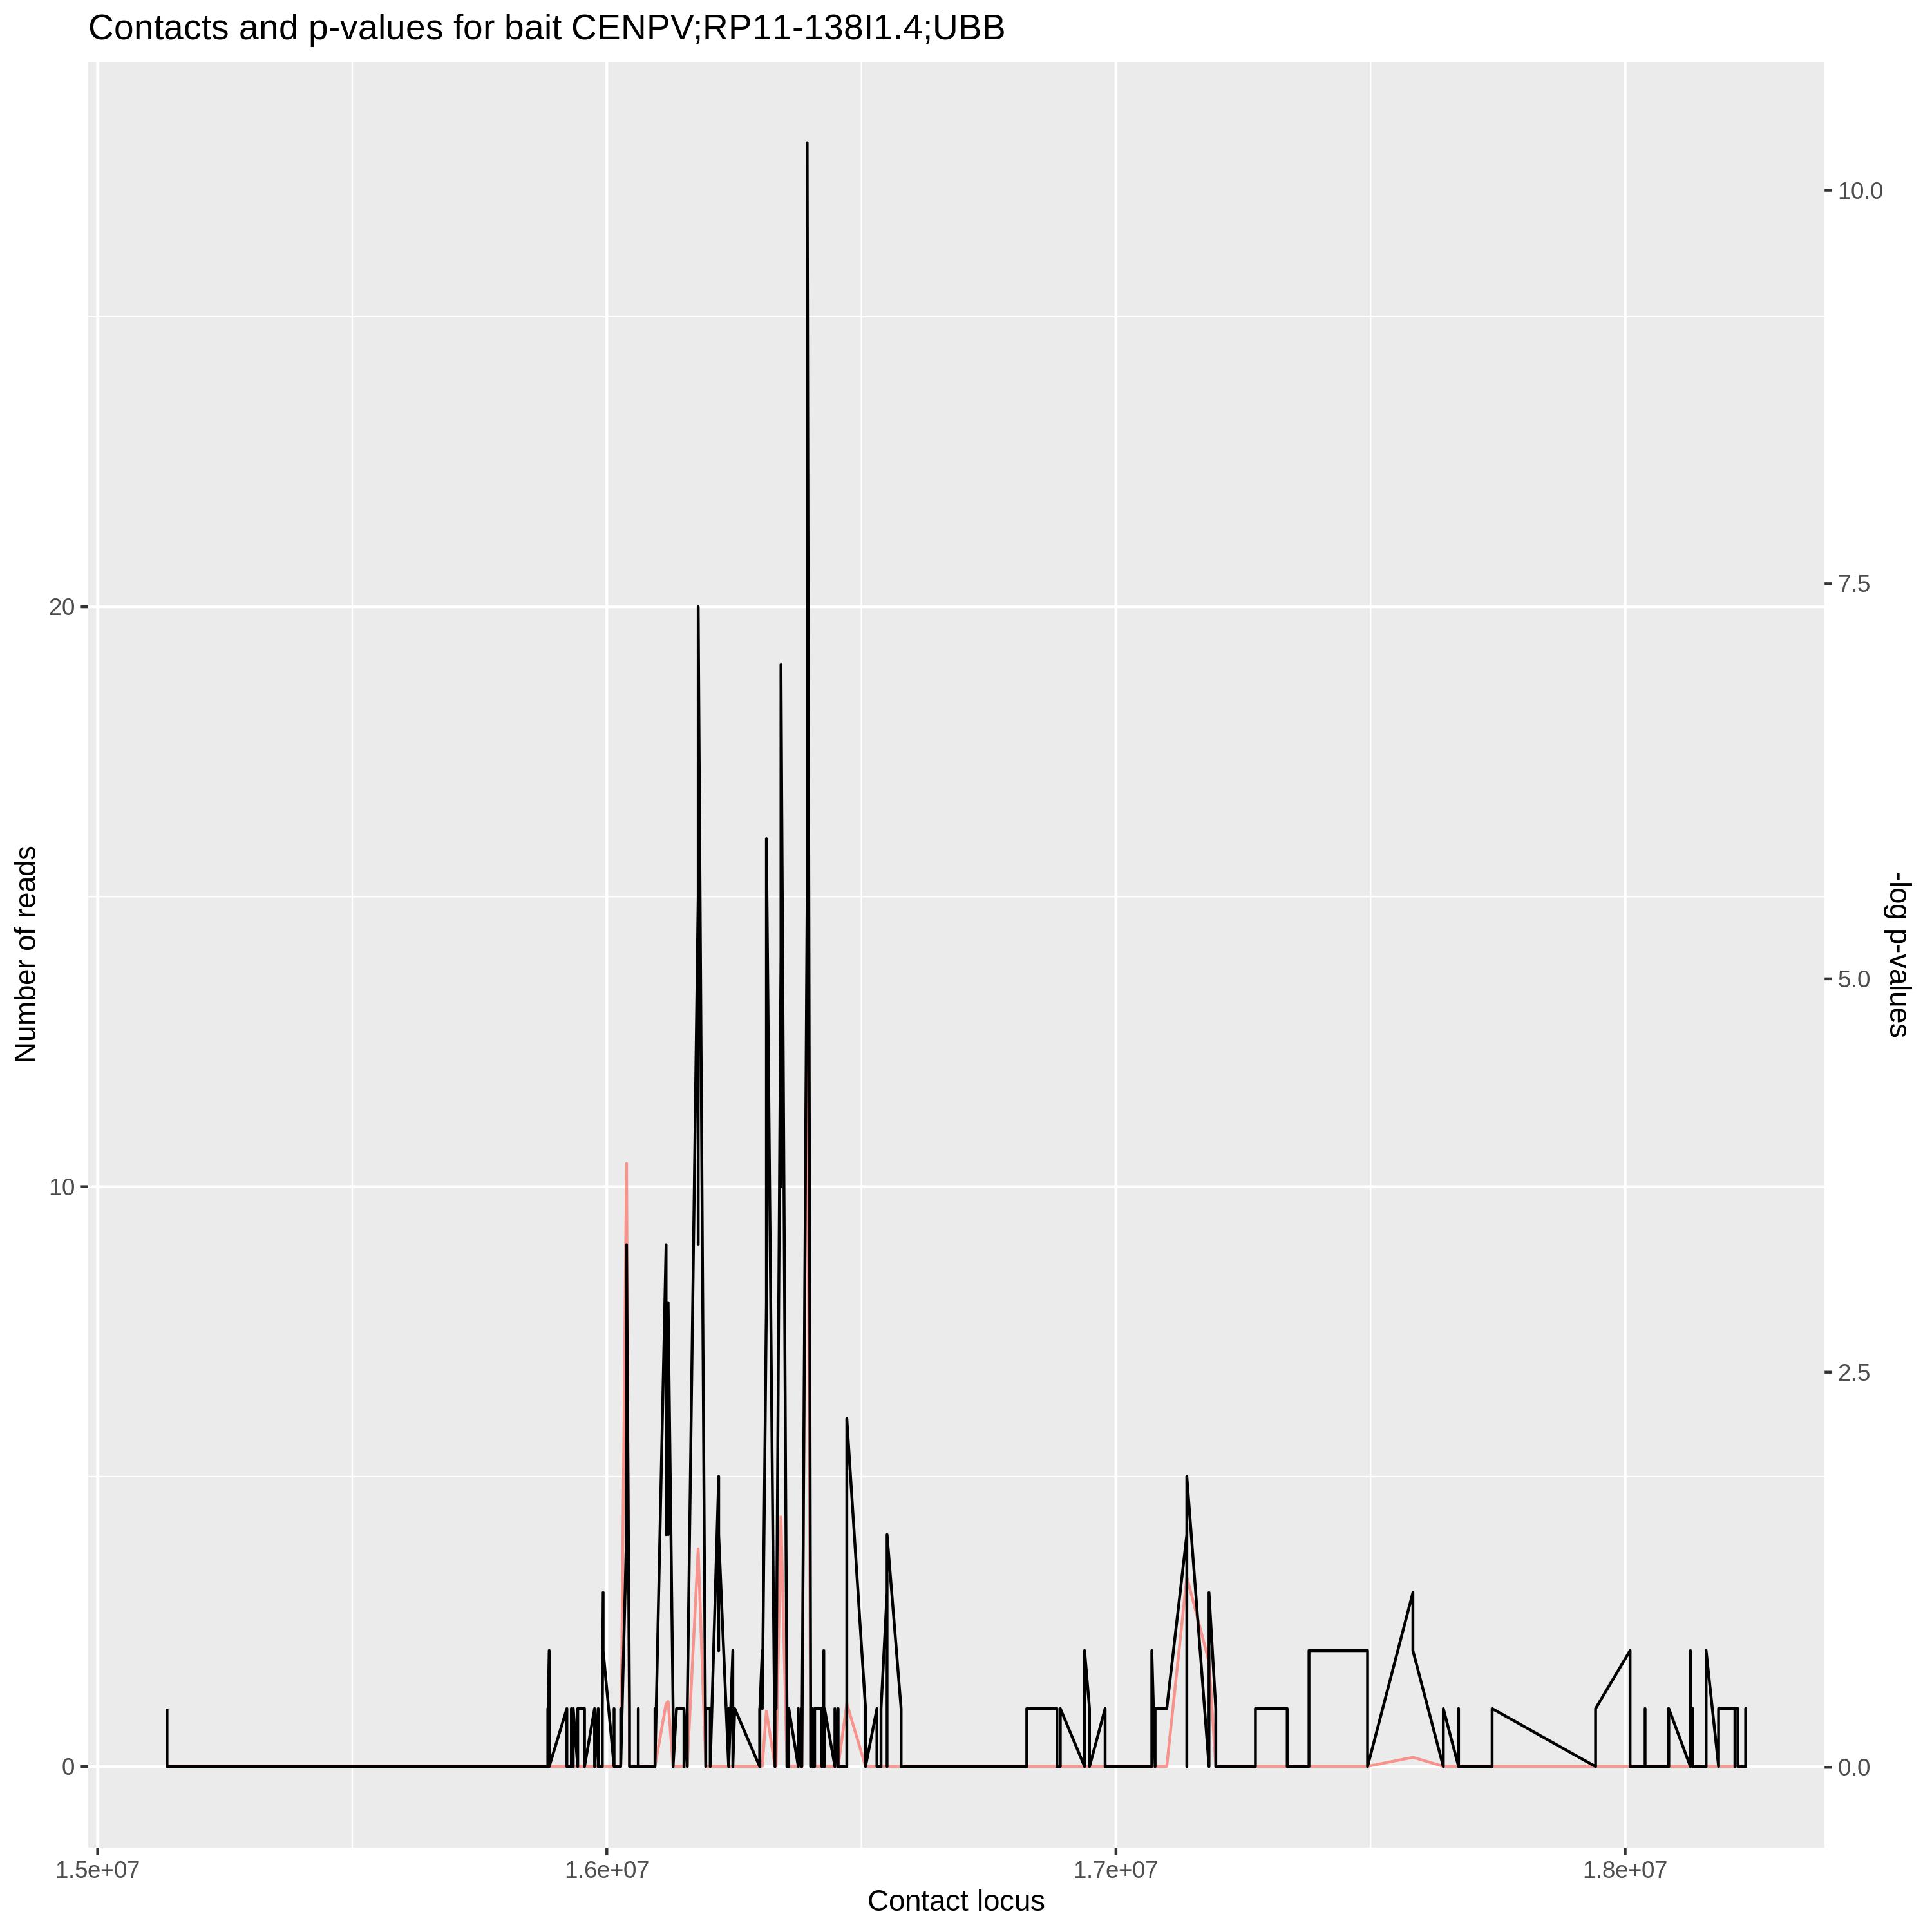 Contacts and p-values for bait CENPV;RP11-138I1.4;UBB
Number of reads
20
10
0
10.0
7.5
5.0
2.5
0.0
-log p-values
1.5e+07
1.6e+07
1.7e+07
1.8e+07
Contact locus